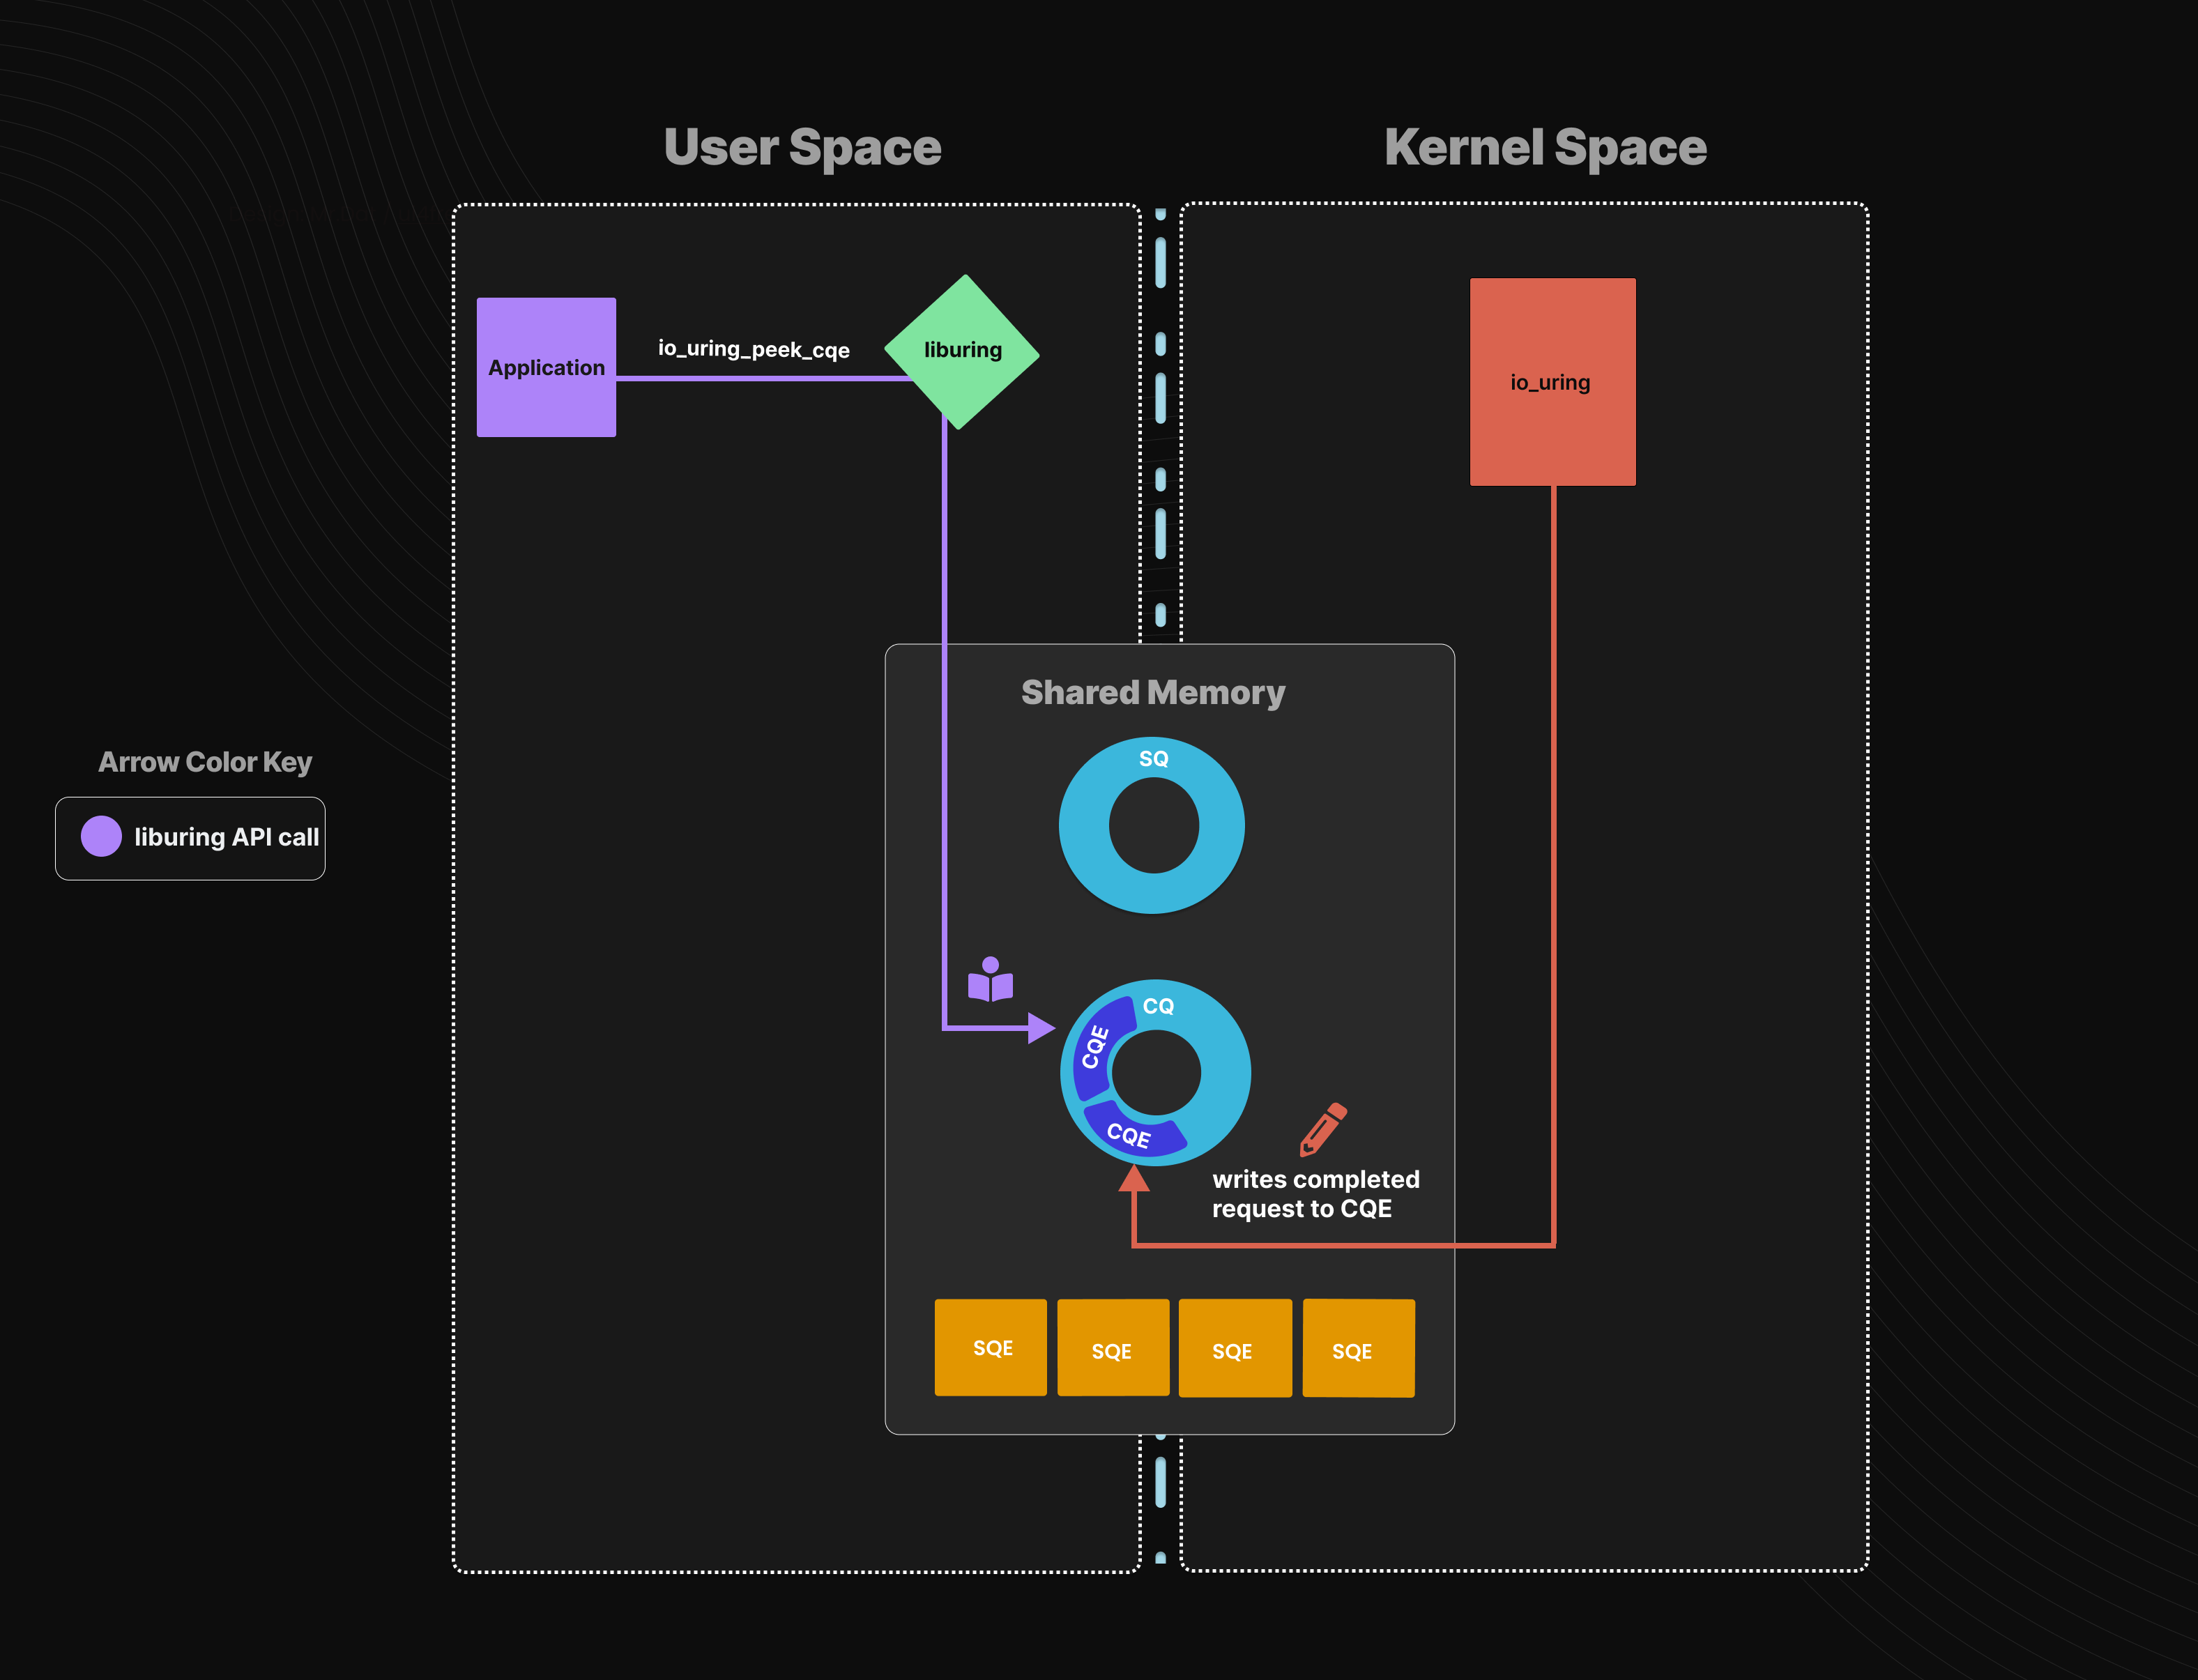 User Space
Kernel Space
Application
io_uring_peek_cqe
liburing
io_uring
Shared Memory
SQ
Arrow Color Key
liburing API call
CQ
CQE
CQE
writes completed
request to CQE
SQE
SQE
SQE
SQE